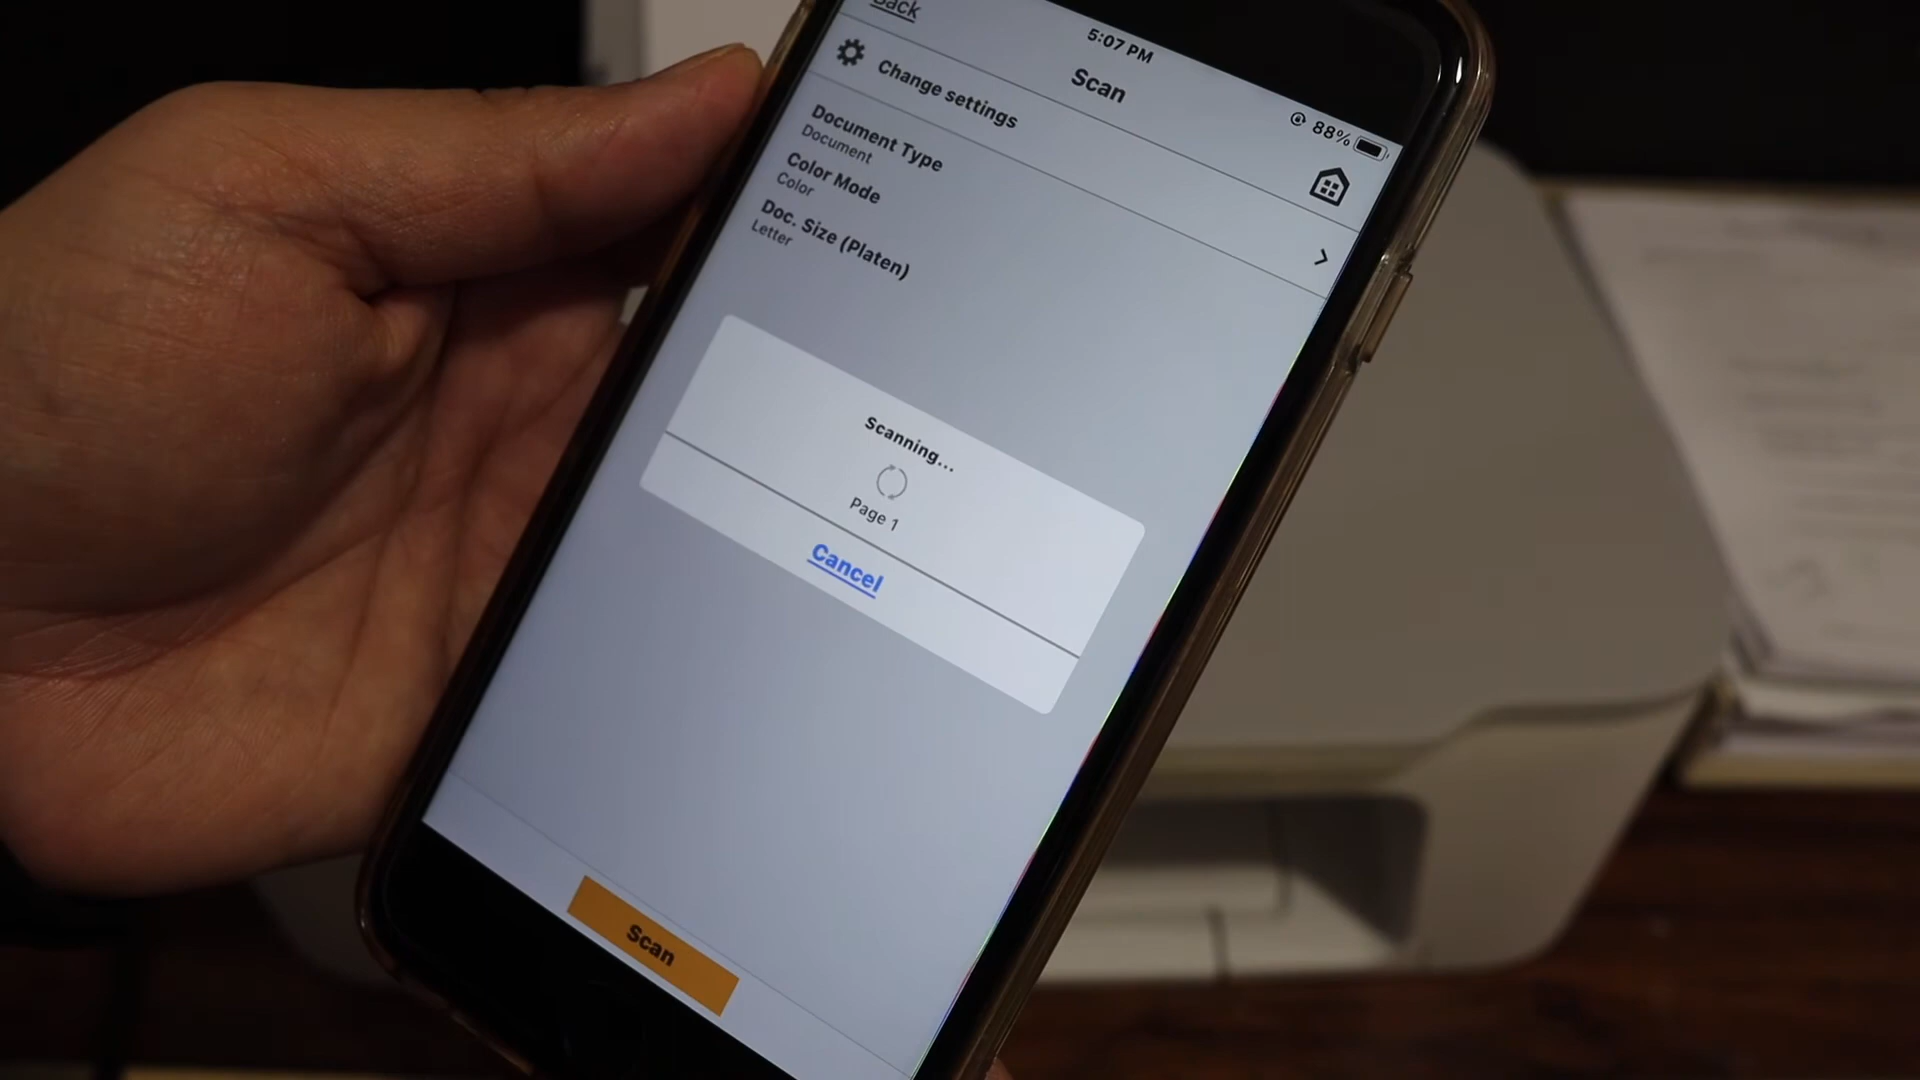 Back
5:07 PM
88%
Scan
Change settings
Document Type
Document
Color Mode
Color
Doc. Size (Platen)
Letter
Scanning...
Page 1
Cancel
Scan